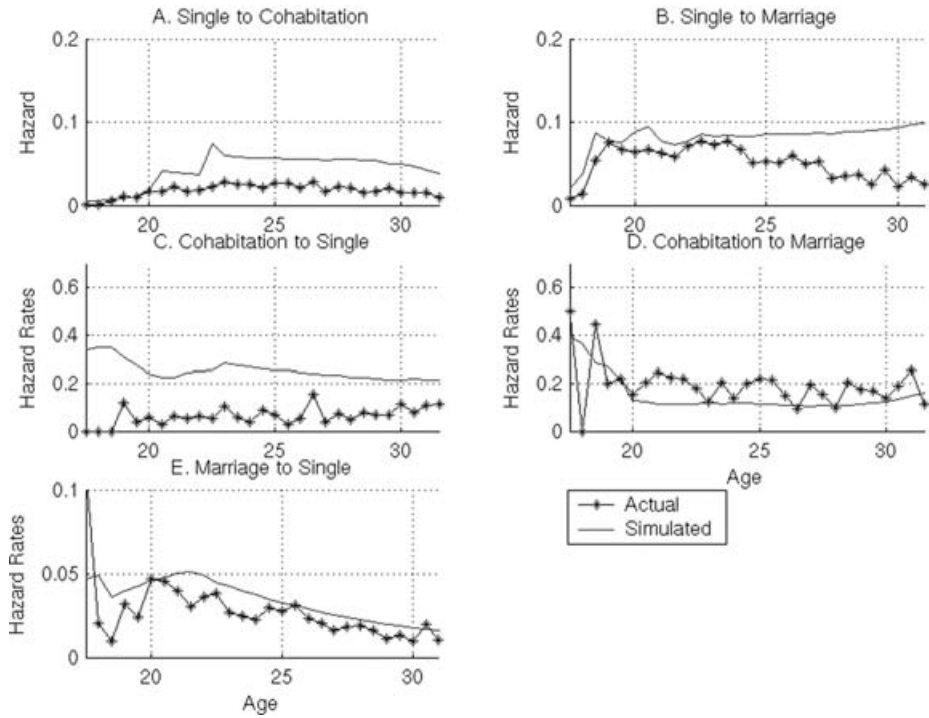 A. Single to Cohabitation
0.2
0.1
0
Hazard
20 25 30
B. Single to Marriage
0.2
0.1
0
Hazard
20 25 30
C. Cohabitation to Single
0.6
0.4
0.2
0
Hazard Rates
20 25 30
D. Cohabitation to Marriage
0.6
0.4
0.2
0
Hazard Rates
20 25 30
Age
E. Marriage to Single
0.1
0.05
0
Hazard Rates
20 25 30
Age
Actual
Simulated